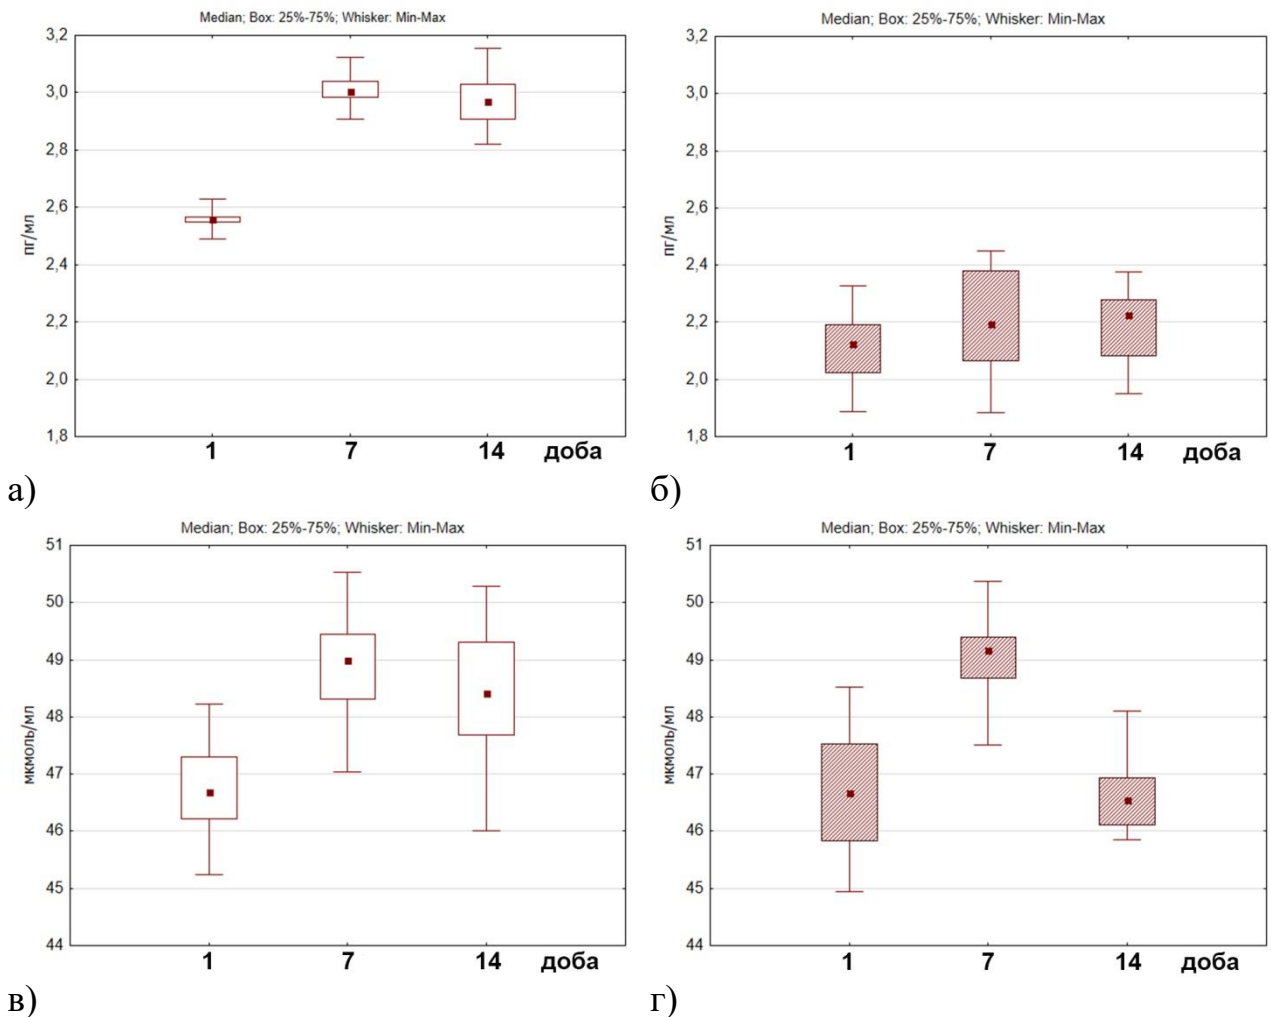 Median; Box: 25%-75%; Whisker: Min-Max
3,2
3,0
2,8
2,6
2,4
2,2
2,0
1,8
пг/мл
1 7 14 доба
а)
Median; Box: 25%-75%; Whisker: Min-Max
3,2
3,0
2,8
2,6
2,4
2,2
2,0
1,8
пг/мл
1 7 14 доба
б)
Median; Box: 25%-75%; Whisker: Min-Max
51
50
49
48
47
46
45
44
мкмоль/мл
1 7 14 доба
в)
Median; Box: 25%-75%; Whisker: Min-Max
51
50
49
48
47
46
45
44
мкмоль/мл
1 7 14 доба
г)